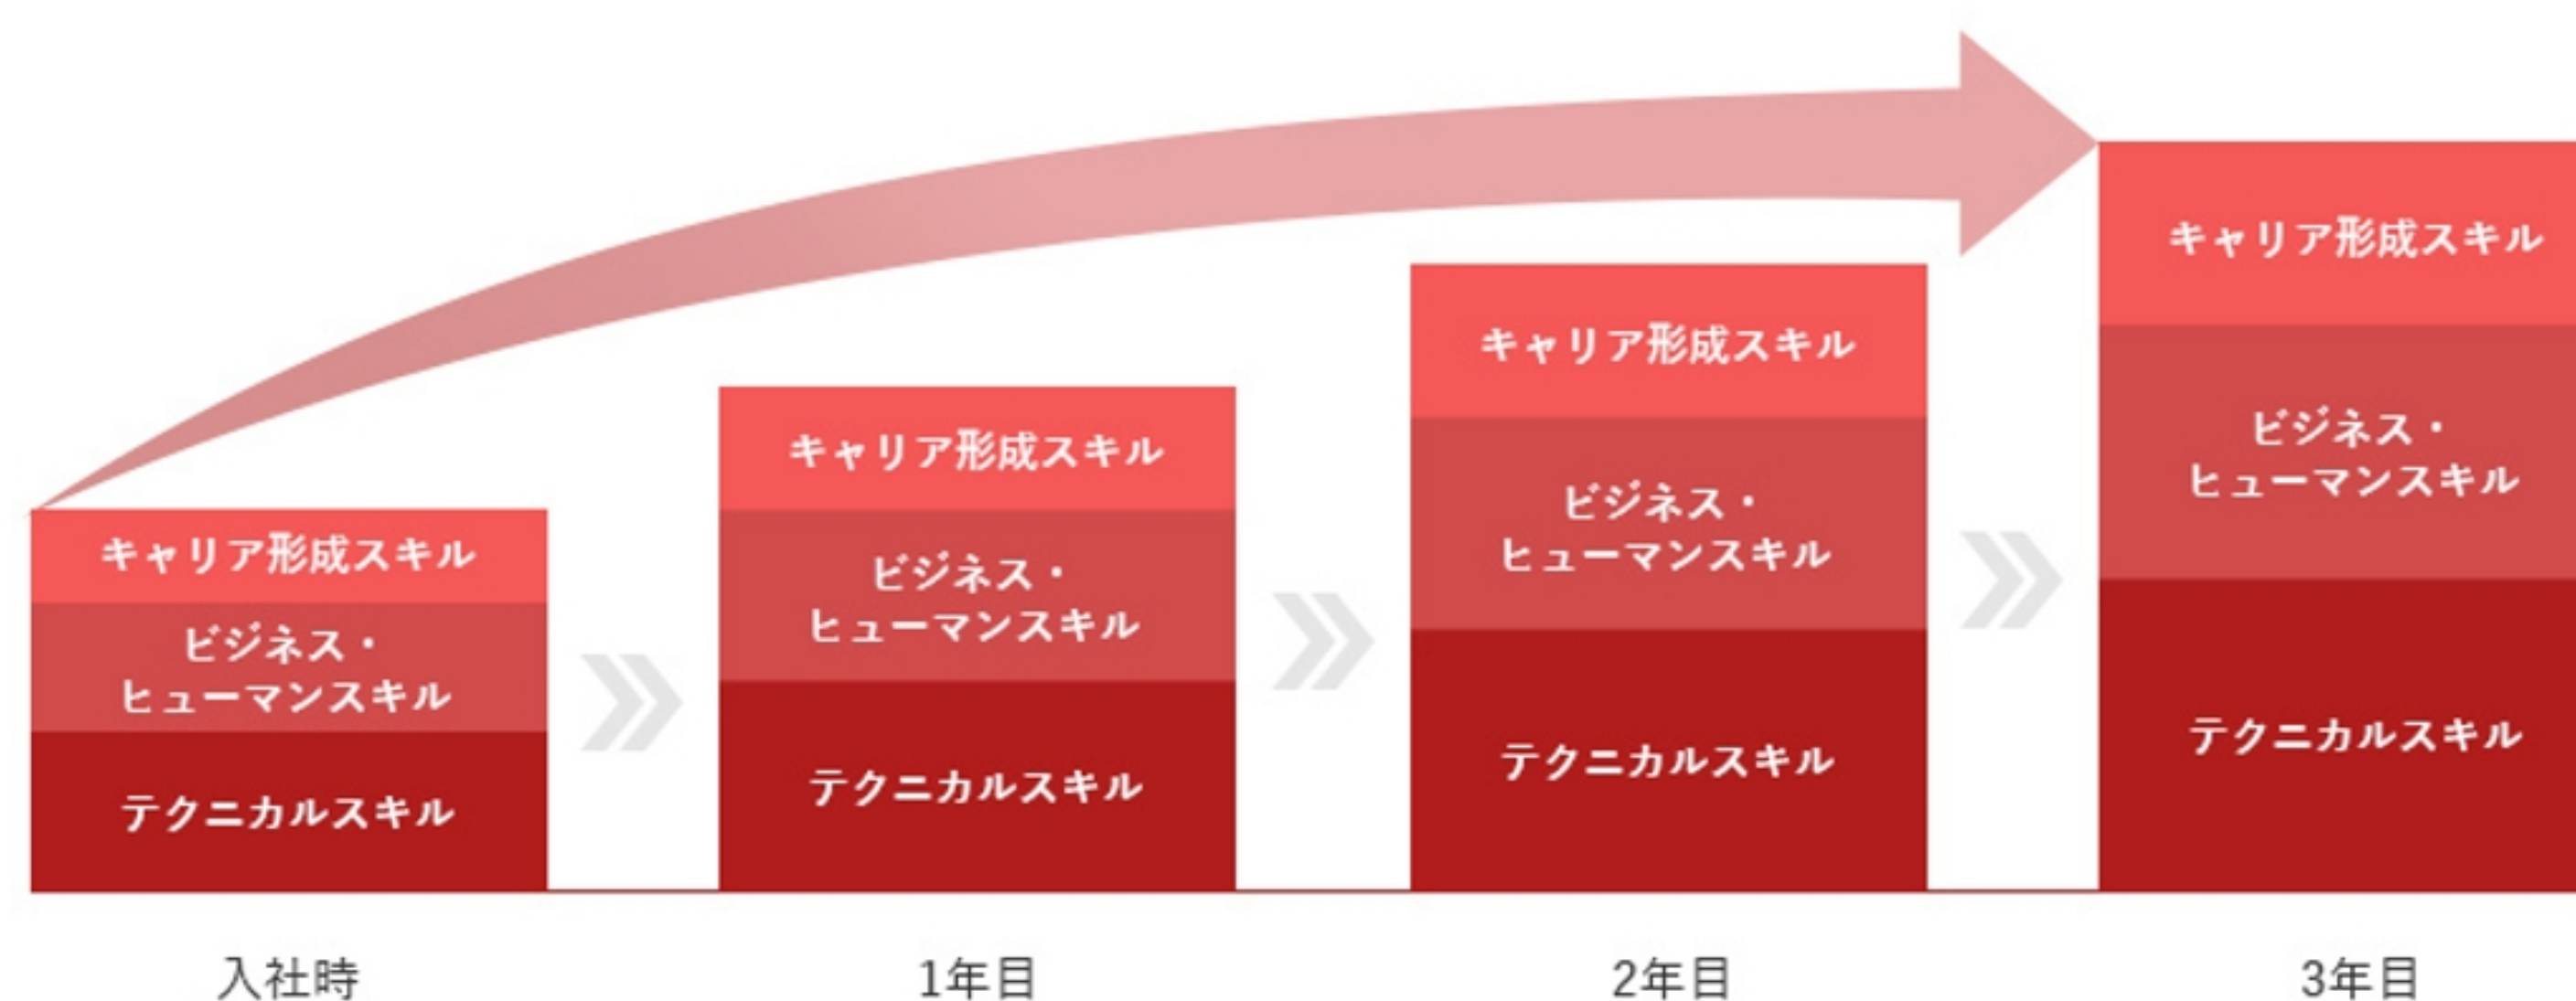 キャリア形成スキル
ビジネス・
ヒューマンスキル
テクニカルスキル
入社時
キャリア形成スキル
ビジネス・
ヒューマンスキル
テクニカルスキル
1年目
キャリア形成スキル
ビジネス・
ヒューマンスキル
テクニカルスキル
2年目
キャリア形成スキル
ビジネス・
ヒューマンスキル
テクニカルスキル
3年目